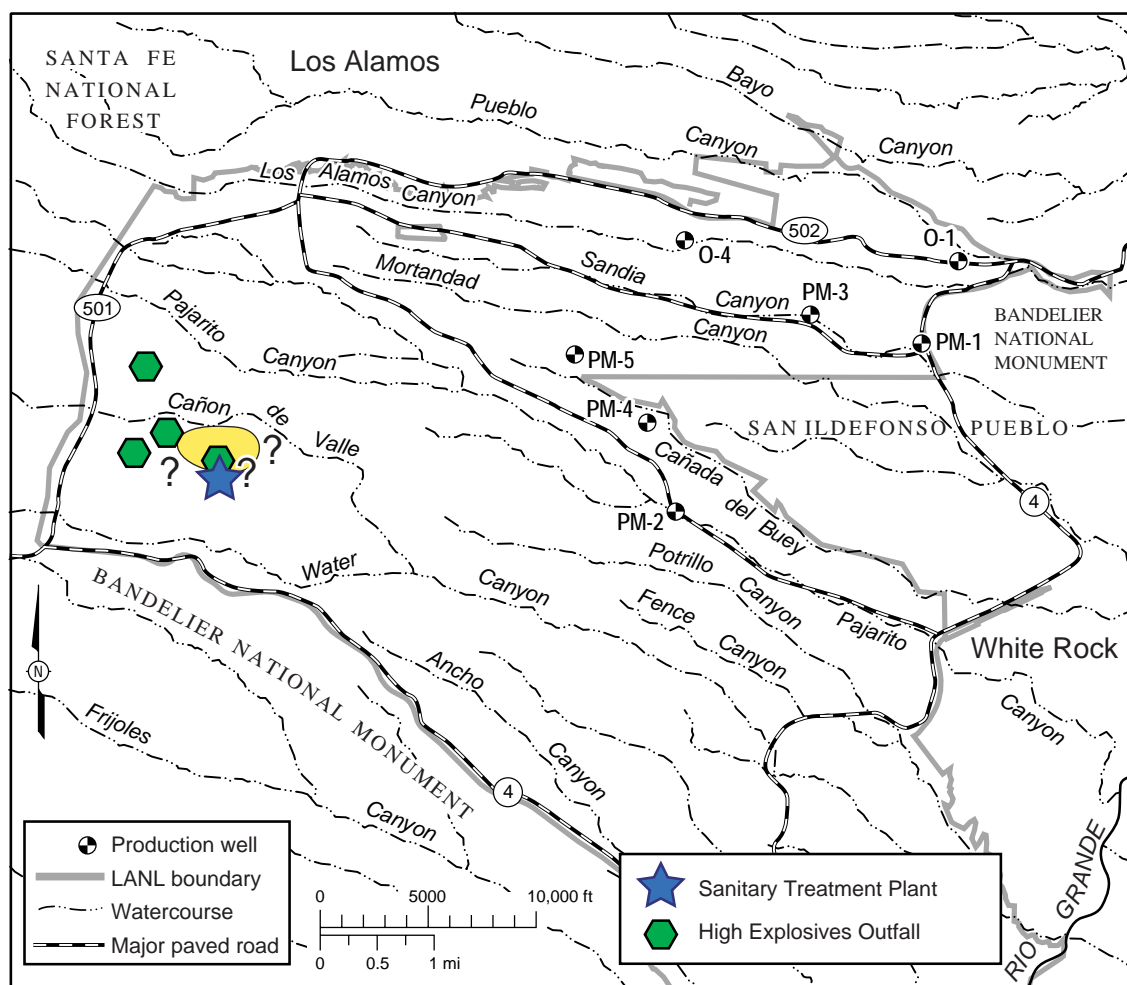 SANTA FE
NATIONAL
FOREST
Los Alamos
Bayo
Canyon
Pueblo
Canyon
Los Alamos
Canyon
502
O-1
O-4
Mortandad
Sandia
Canyon
PM-3
Canyon
PM-1
BANDELIER
NATIONAL
MONUMENT
501
Pajarito
Canyon
PM-5
PM-4
SAN ILDEFONSO PUEBLO
Cañon de Valle
?
?
?
Cañada del Buey
4
PM-2
Water
Canyon
Potrillo
Canyon
Fence
Canyon
Pajarito
White Rock
Canyon
BANDELIER NATIONAL MONUMENT
Ancho
Canyon
N
Frijoles
Canyon
4
RIO GRANDE
Production well
LANL boundary
Watercourse
Major paved road
0 5000 10,000 ft
0 0.5 1 mi
Sanitary Treatment Plant
High Explosives Outfall